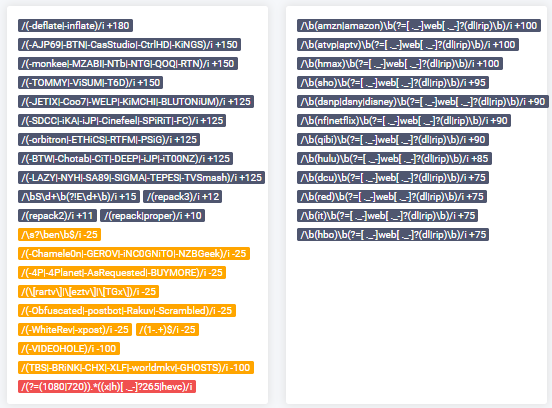 /(-deflate|-inflate)/i +180
/(-AJP69|-BTN|-CasStudio|-CtrlHD|-KiNGS)/i +150
/(-monkee|-MZABI|-NTb|-NTG|-QOQ|-RTN)/i +150
/(-TOMMY|-ViSUM|-T6D)/i +150
/(-JETIX|-Coo7|-WELP|-KiMCHI|-BLUTONiUM)/i +125
/(-SDCC|-iKA|-iJP|-Cinefeel|-SPiRiT|-FC)/i +125
/(-orbitron|-ETHiCS|-RTFM|-PSiG)/i +125
/(-BTW|-Chotab|-CiT|-DEEP|-iJP|-iT00NZ)/i +125
/(-LAZY|-NYH|-SA89|-SIGMA|-TEPES|-TVSmash)/i +125
/\bS\d+\b(?!E\d+\b)/i +15 /(repack3)/i +12
/(repack2)/i +11 /(repack|proper)/i +10
/\s?\ben\b$/i -25
/(-Chamele0n|-GEROV|-iNC0GNiTO|-NZBGeek)/i -25
/(-4P|-4Planet|-AsRequested|-BUYMORE)/i -25
/(\[rartv\]|\[eztv\]|\[TGx\])/i -25
/(-Obfuscated|-postbot|-Rakuv|-Scrambled)/i -25
/(-WhiteRev|-xpost)/i -25 /(1-.+)$/i -25
/(-VIDEOHOLE)/i -100
/(TBS|-BRiNK|-CHX|-XLF|-worldmkv|-GHOSTS)/i -100
/(?=(1080|720)).*((x|h)[ ._-]?265|hevc)/i
/\b(amzn|amazon)\b(?=[ ._-]web[ ._-]?(dl|rip)\b)/i +100
/\b(atvp|aptv)\b(?=[ ._-]web[ ._-]?(dl|rip)\b)/i +100
/\b(hmax)\b(?=[ ._-]web[ ._-]?(dl|rip)\b)/i +100
/\b(sho)\b(?=[ ._-]web[ ._-]?(dl|rip)\b)/i +95
/\b(dsnp|dsny|disney)\b(?=[ ._-]web[ ._-]?(dl|rip)\b)/i +90
/\b(nf|netflix)\b(?=[ ._-]web[ ._-]?(dl|rip)\b)/i +90
/\b(qibi)\b(?=[ ._-]web[ ._-]?(dl|rip)\b)/i +90
/\b(hulu)\b(?=[ ._-]web[ ._-]?(dl|rip)\b)/i +85
/\b(dcu)\b(?=[ ._-]web[ ._-]?(dl|rip)\b)/i +75
/\b(red)\b(?=[ ._-]web[ ._-]?(dl|rip)\b)/i +75
/\b(it)\b(?=[ ._-]web[ ._-]?(dl|rip)\b)/i +75
/\b(hbo)\b(?=[ ._-]web[ ._-]?(dl|rip)\b)/i +75